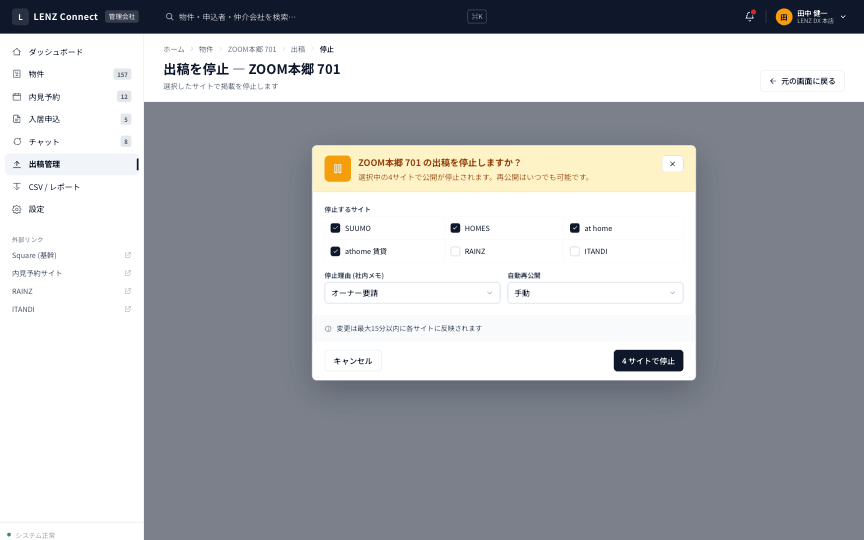 L LENZ Connect 管理会社
物件・申込者・仲介会社を検索…
⌘K
田 田中 健一
LENZ DX 本店
ダッシュボード
物件 157
内見予約 12
入居申込 5
チャット 8
出稿管理
CSV / レポート
設定
外部リンク
Square (基幹)
内見予約サイト
RAINZ
ITANDI
システム正常
ホーム 物件 ZOOM本郷 701 出稿 停止
出稿を停止 — ZOOM本郷 701
選択したサイトで掲載を停止します
← 元の画面に戻る
ZOOM本郷 701 の出稿を停止しますか？
選択中の4サイトで公開が停止されます。再公開はいつでも可能です。
停止するサイト
SUUMO HOMES at home
athome 賃貸 RAINZ ITANDI
停止理由 (社内メモ) 自動再公開
オーナー要請 手動
変更は最大15分以内に各サイトに反映されます
キャンセル 4 サイトで停止